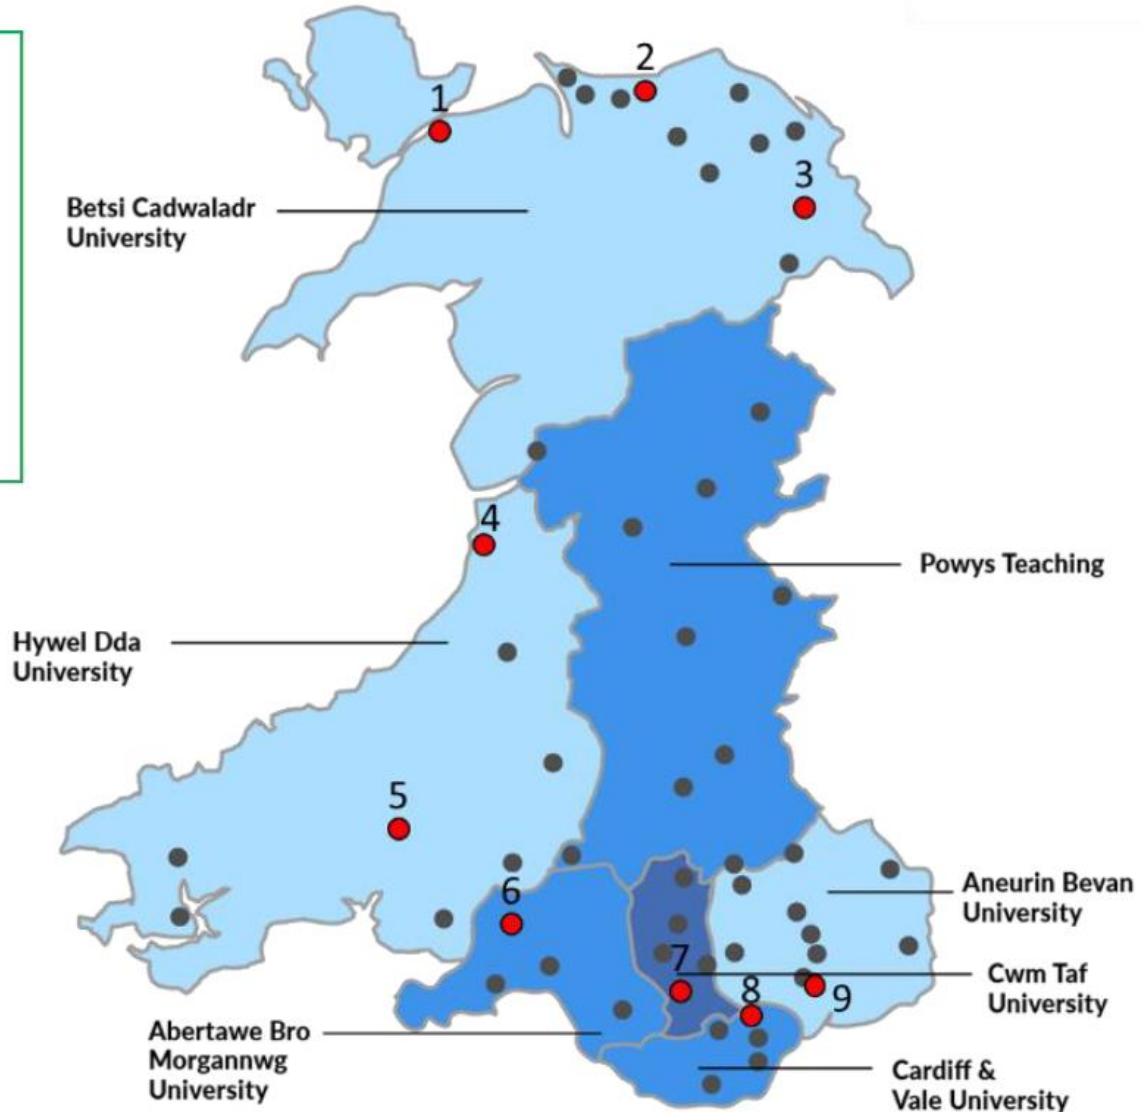 2
1
3
Betsi Cadwaladr
University
4
Powys Teaching
Hywel Dda
University
5
6
Aneurin Bevan
University
7
Cwm Taf
University
8
9
Abertawe Bro
Morgannwg
University
Cardiff &
Vale University